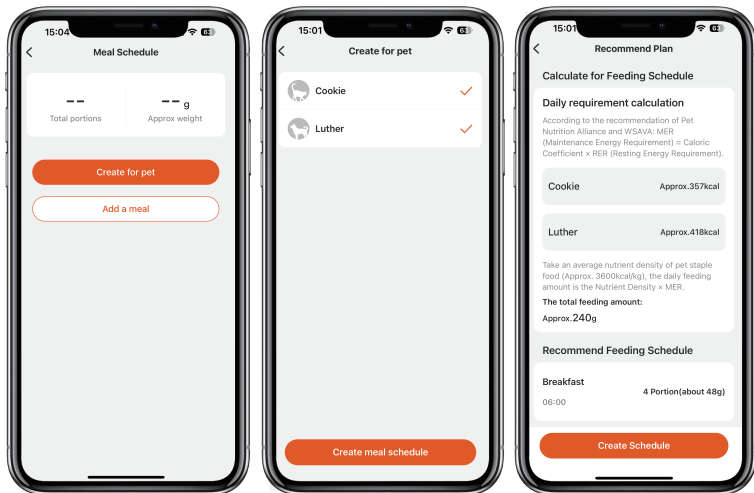 15:04
63
Meal Schedule
--
Total portions
-- g
Approx weight
Create for pet
Add a meal
15:01
63
Create for pet
Cookie
Luther
Create meal schedule
15:01
63
Recommend Plan
Calculate for Feeding Schedule
Daily requirement calculation
According to the recommendation of Pet
Nutrition Alliance and WSAVA: MER
(Maintenance Energy Requirement) = Caloric
Coefficient × RER (Resting Energy Requirement).
Cookie Approx.357kcal
Luther Approx.418kcal
Take an average nutrient density of pet staple
food (Approx. 3600kcal/kg), the daily feeding
amount is the Nutrient Density × MER.
The total feeding amount:
Approx.240g
Recommend Feeding Schedule
Breakfast
06:00
4 Portion(about 48g)
Create Schedule